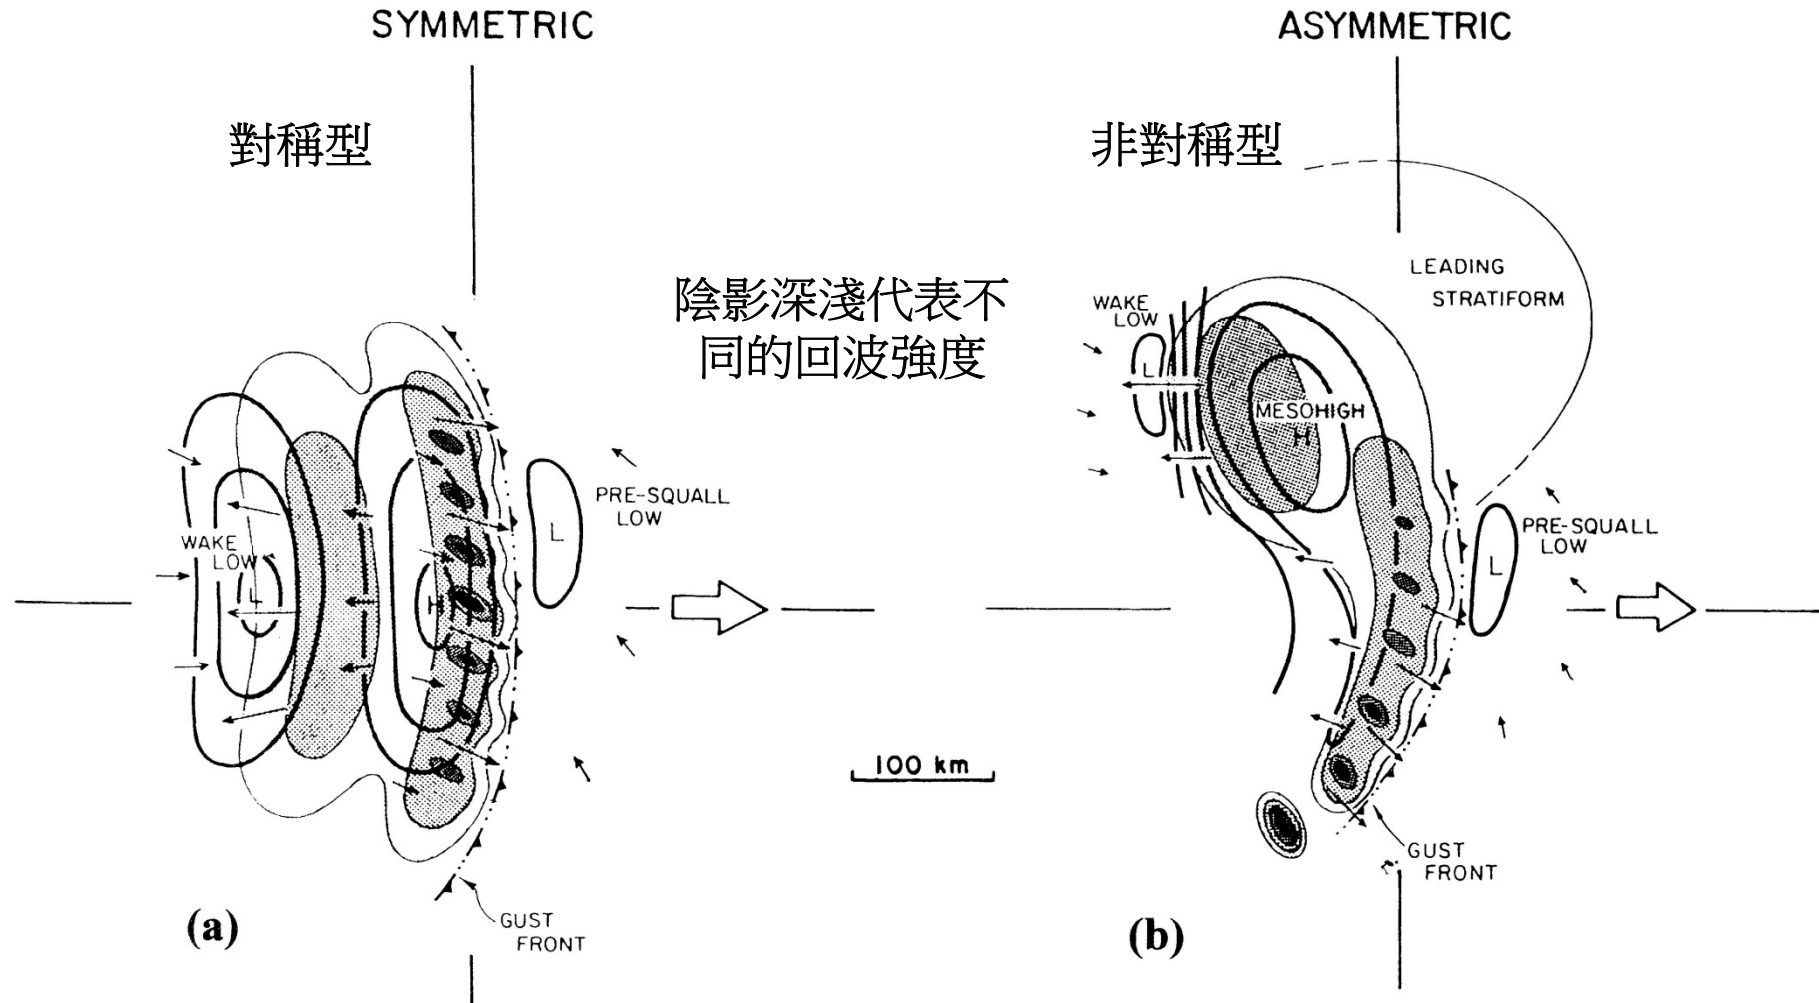 SYMMETRIC
ASYMMETRIC
對稱型
非對稱型
陰影深淺代表不
同的回波強度
WAKE
LOW
L
H
L
PRE-SQUALL
LOW
GUST
FRONT
(a)
100 km
LEADING
STRATIFORM
WAKE
LOW
L
MESOHIGH
H
L
PRE-SQUALL
LOW
GUST
FRONT
(b)